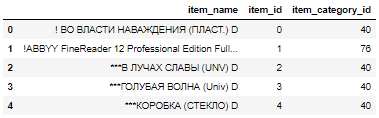 item_name item_id item_category_id
0 ! ВО ВЛАСТИ НАВАЖДЕНИЯ (ПЛАСТ.) D 0 40
1 !ABBYY FineReader 12 Professional Edition Full... 1 76
2 ***В ЛУЧАХ СЛАВЫ (UNV) D 2 40
3 ***ГОЛУБАЯ ВОЛНА (Univ) D 3 40
4 ***КОРОБКА (СТЕКЛО) D 4 40